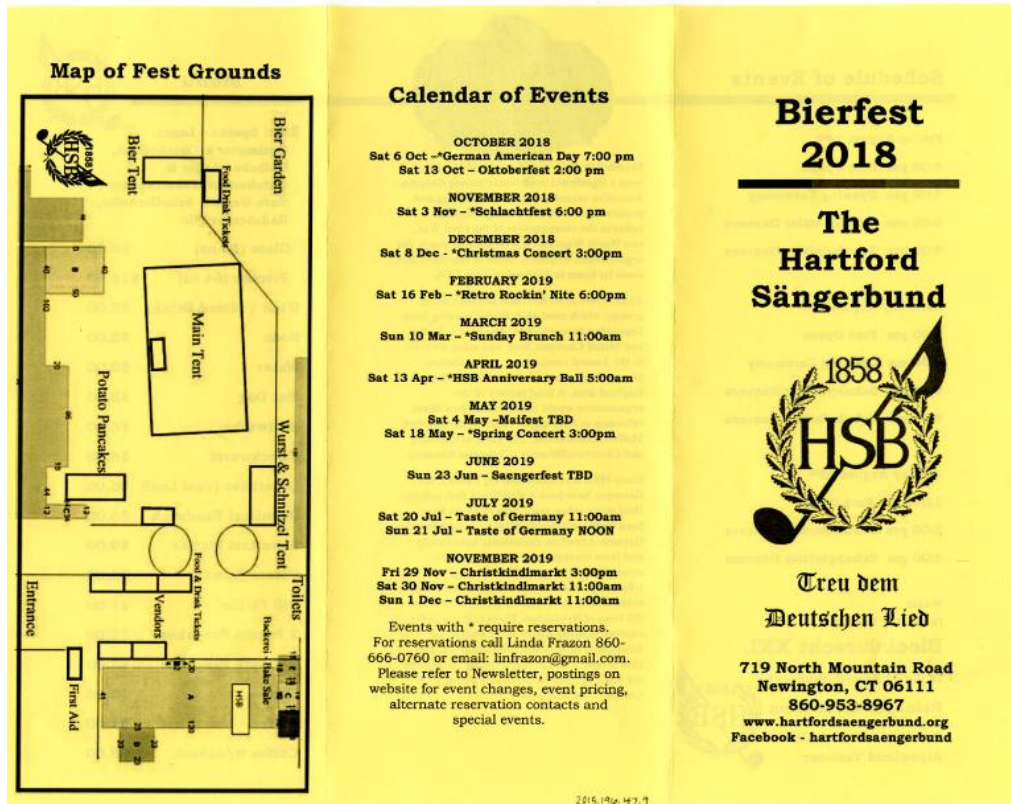 Map of Fest Grounds
Bier Garden
Bier Tent
Food Drink Tickets
1858
HSB
Main Tent
Potato Pancakes
Wurst & Schnitzel Tent
Food & Drink Tickets
Toilets
Vendors
Entrance
Backerei - Bake Sale
HSB
First Aid
Calendar of Events
OCTOBER 2018
Sat 6 Oct –*German American Day 7:00 pm
Sat 13 Oct – Oktoberfest 2:00 pm
NOVEMBER 2018
Sat 3 Nov – *Schlachtfest 6:00 pm
DECEMBER 2018
Sat 8 Dec - *Christmas Concert 3:00pm
FEBRUARY 2019
Sat 16 Feb – *Retro Rockin' Nite 6:00pm
MARCH 2019
Sun 10 Mar – *Sunday Brunch 11:00am
APRIL 2019
Sat 13 Apr – *HSB Anniversary Ball 5:00am
MAY 2019
Sat 4 May –Maifest TBD
Sat 18 May – *Spring Concert 3:00pm
JUNE 2019
Sun 23 Jun – Saengerfest TBD
JULY 2019
Sat 20 Jul – Taste of Germany 11:00am
Sun 21 Jul – Taste of Germany NOON
NOVEMBER 2019
Fri 29 Nov – Christkindlmarkt 3:00pm
Sat 30 Nov – Christkindlmarkt 11:00am
Sun 1 Dec – Christkindlmarkt 11:00am
Events with * require reservations.
For reservations call Linda Frazon 860-
666-0760 or email: linfrazon@gmail.com.
Please refer to Newsletter, postings on
website for event changes, event pricing,
alternate reservation contacts and
special events.
2015.196.47.9
Bierfest
2018
The
Hartford
Sängerbund
1858
HSB
Treu dem
Deutschen Lied
719 North Mountain Road
Newington, CT 06111
860-953-8967
www.hartfordsaengerbund.org
Facebook - hartfordsaengerbund